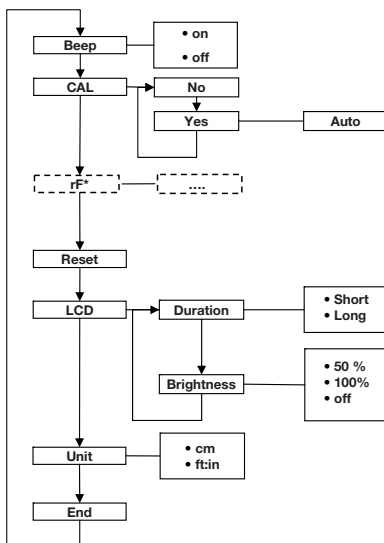 Beep
• on
• off
CAL
No
Yes
Auto
rF*
....
Reset
LCD
Duration
• Short
• Long
Brightness
• 50 %
• 100%
• off
Unit
• cm
• ft:in
End